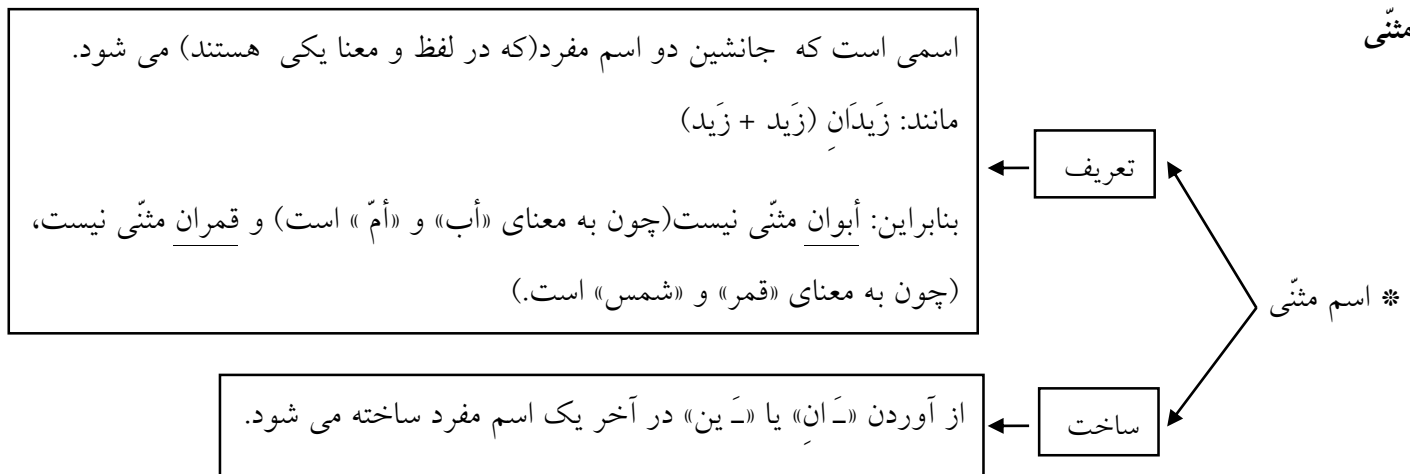 مثنّی
اسمی است که جانشین دو اسم مفرد(که در لفظ و معنا یکی هستند) می شود.
مانند: زَیدَانِ (زَید + زَید)
تعریف
بنابراین: أبوان مثنّی نیست(چون به معنای «أب» و «أمّ » است) و قمران مثنّی نیست،
(چون به معنای «قمر» و «شمس» است.)
* اسم مثنّی
ساخت
از آوردن «ـَ انِ» یا «ـَ ین» در آخر یک اسم مفرد ساخته می شود.